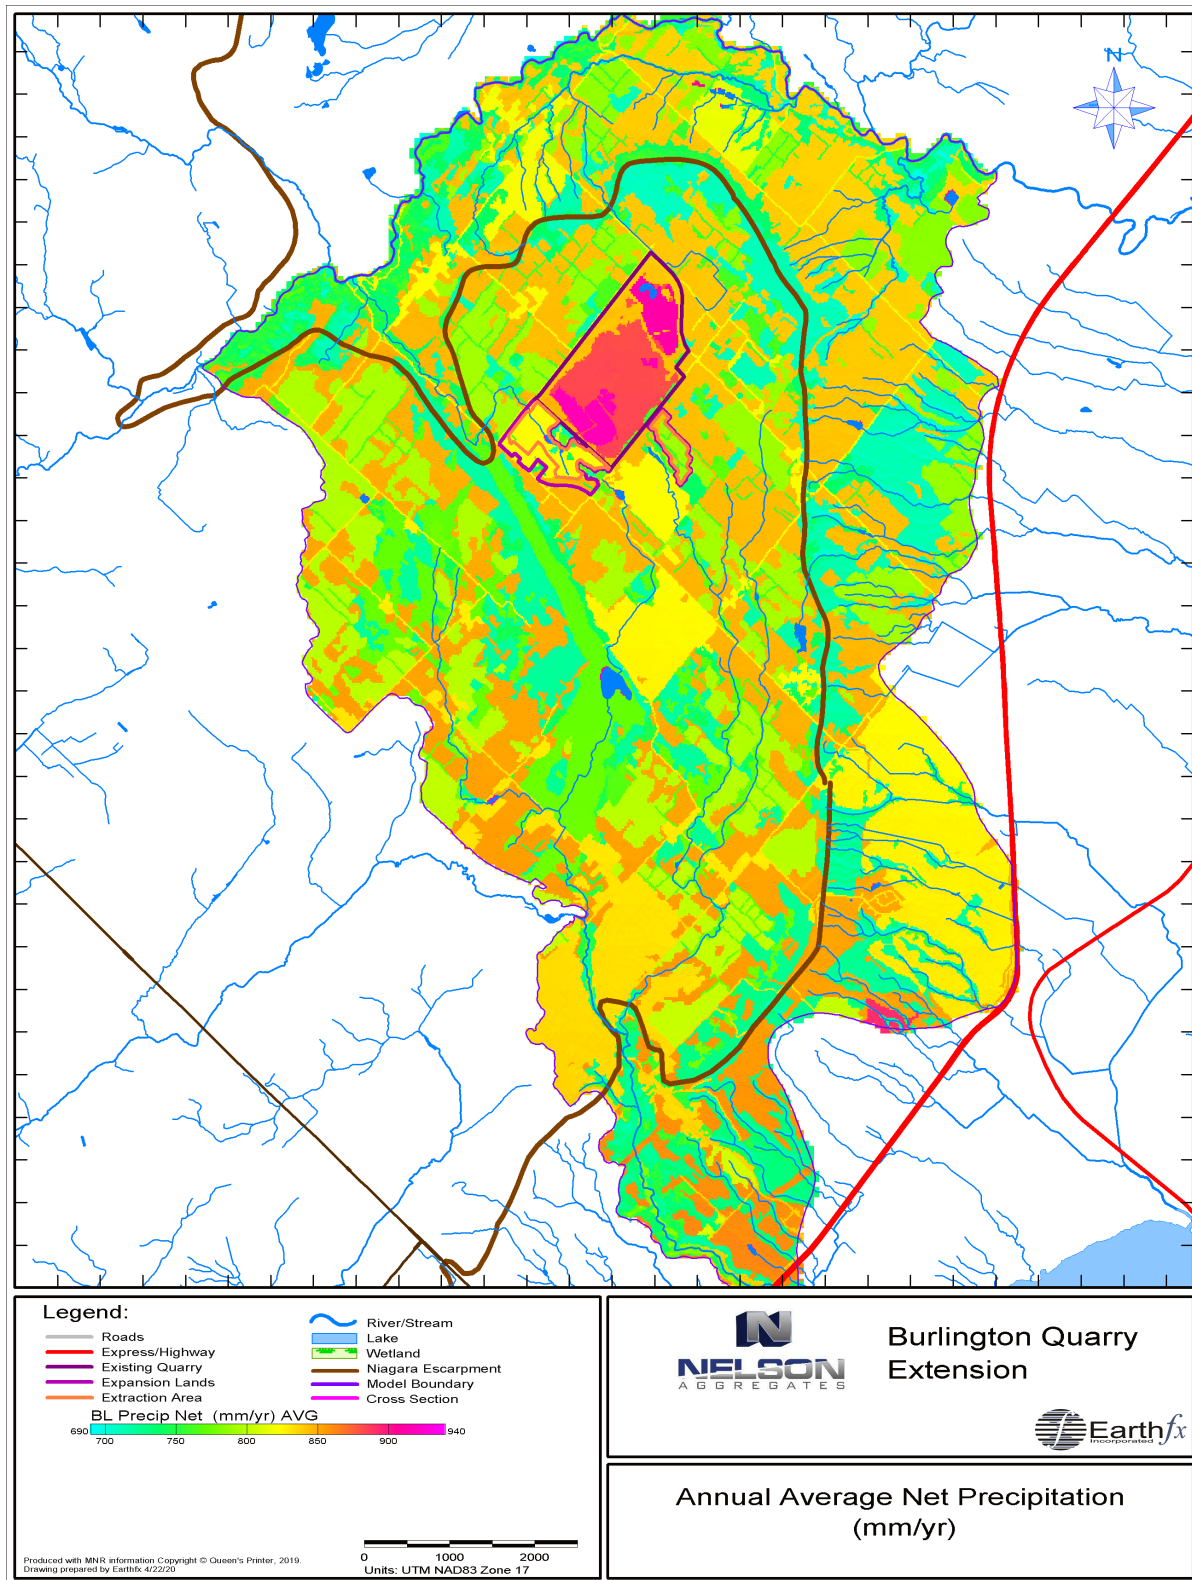 N
Legend:
Roads
Express/Highway
Existing Quarry
Expansion Lands
Extraction Area
River/Stream
Lake
Wetland
Niagara Escarpment
Model Boundary
Cross Section
BL Precip Net (mm/yr) AVG
690 700 750 800 850 900 940
0 1000 2000
Units: UTM NAD83 Zone 17
Produced with MNR information Copyright © Queen's Printer, 2019.
Drawing prepared by Earthfx 4/22/20
N
NELSON
AGGREGATES
Burlington Quarry
Extension
Earthfx
Incorporated
Annual Average Net Precipitation
(mm/yr)